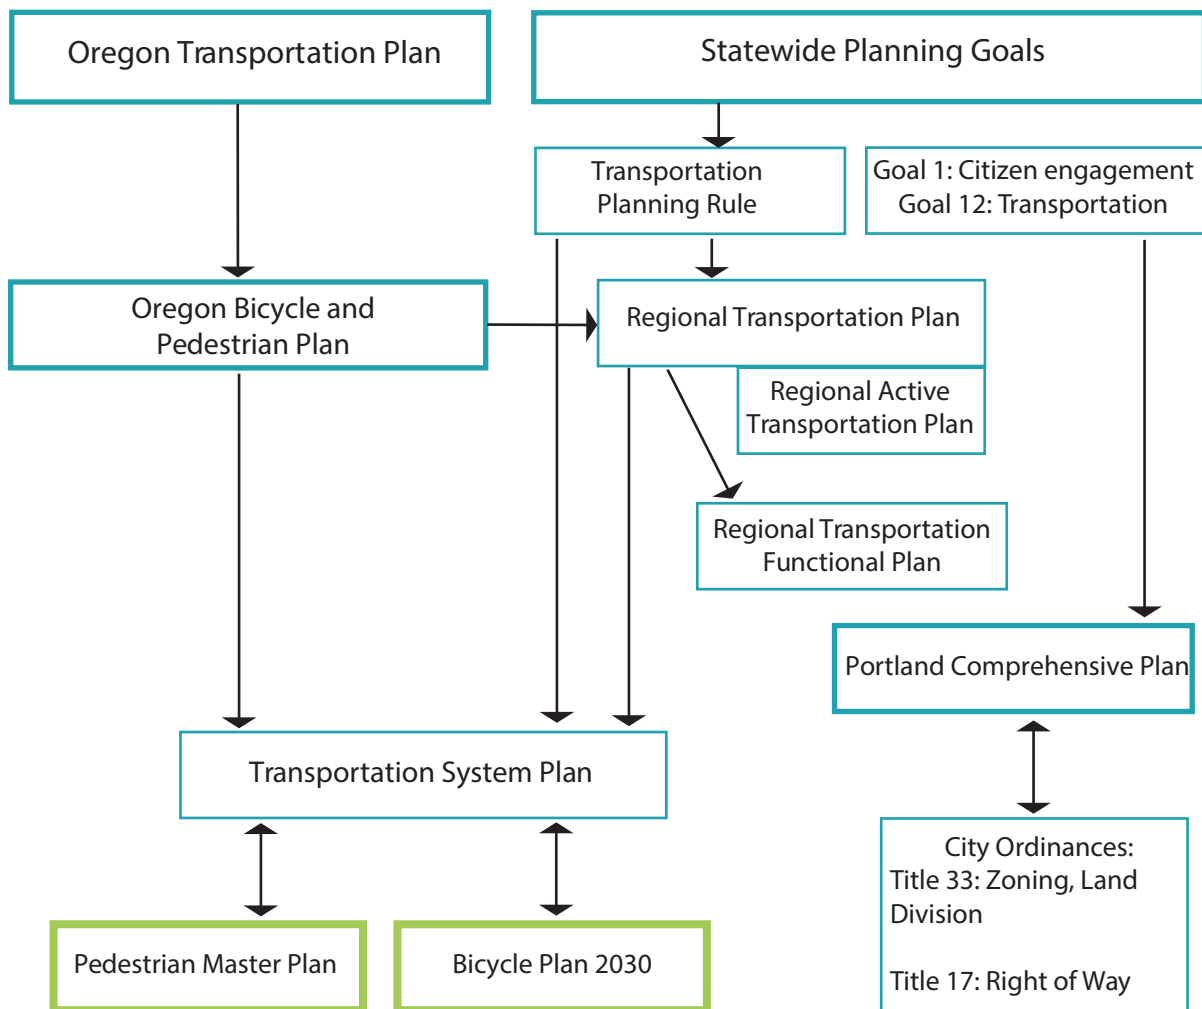 Oregon Transportation Plan
Statewide Planning Goals
Transportation
Planning Rule
Goal 1: Citizen engagement
Goal 12: Transportation
Oregon Bicycle and
Pedestrian Plan
Regional Transportation Plan
Regional Active
Transportation Plan
Regional Transportation
Functional Plan
Portland Comprehensive Plan
Transportation System Plan
City Ordinances:
Title 33: Zoning, Land
Division
Title 17: Right of Way
Pedestrian Master Plan
Bicycle Plan 2030